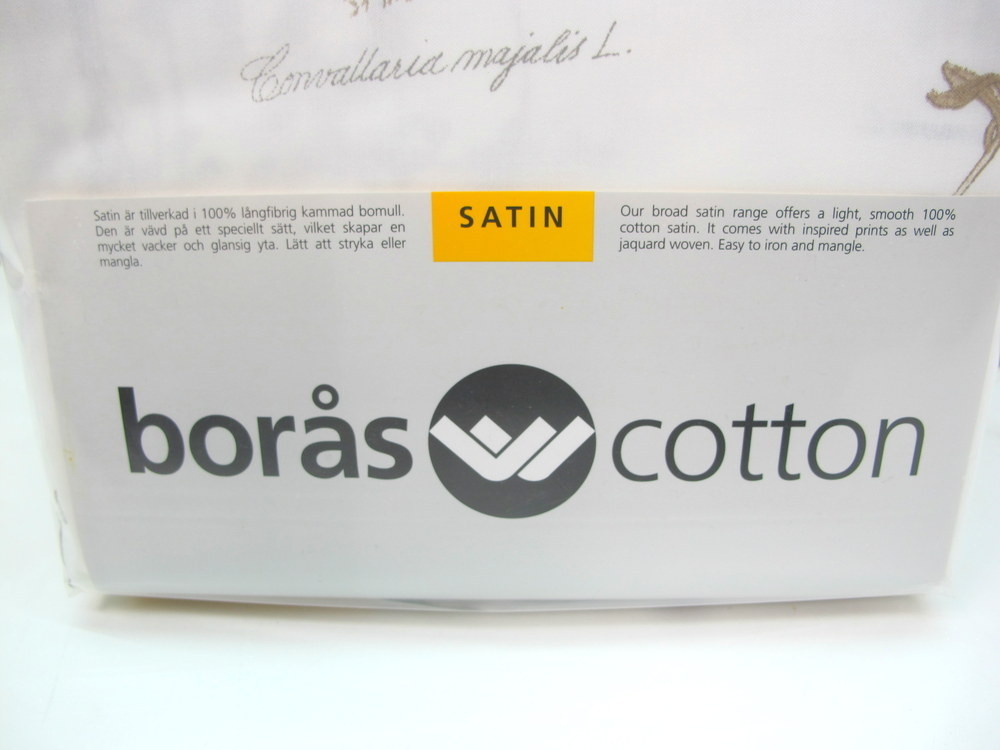 Convallaria majalis L.
Satin är tillverkad i 100% långfibrig kammad bomull.
Den är vävd på ett speciellt sätt, vilket skapar en
mycket vacker och glansig yta. Lätt att stryka eller
mangla.
SATIN
Our broad satin range offers a light, smooth 100%
cotton satin. It comes with inspired prints as well as
jaquard woven. Easy to iron and mangle.
borås cotton